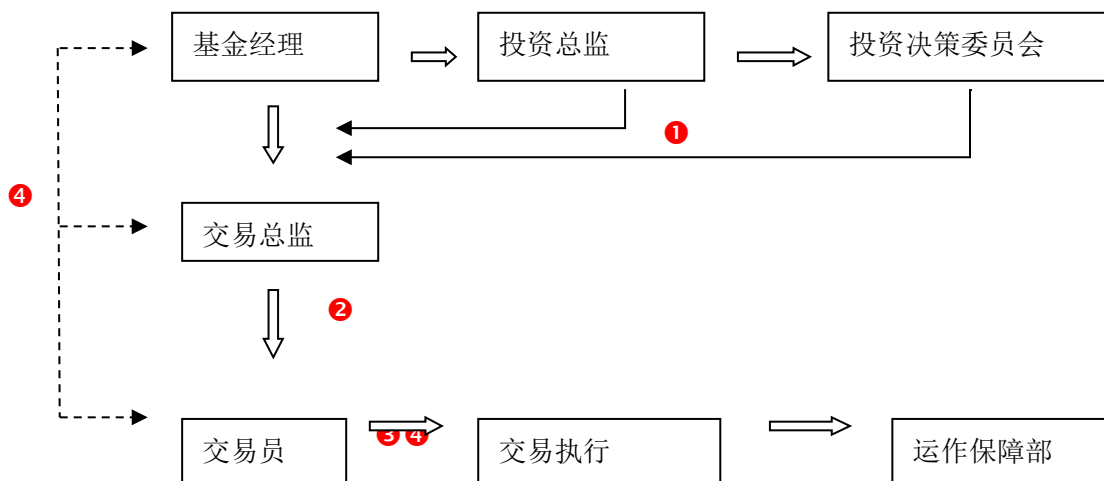 基金经理
投资总监
投资决策委员会
❶
❹
交易总监
❷
交易员
❸❹
交易执行
运作保障部